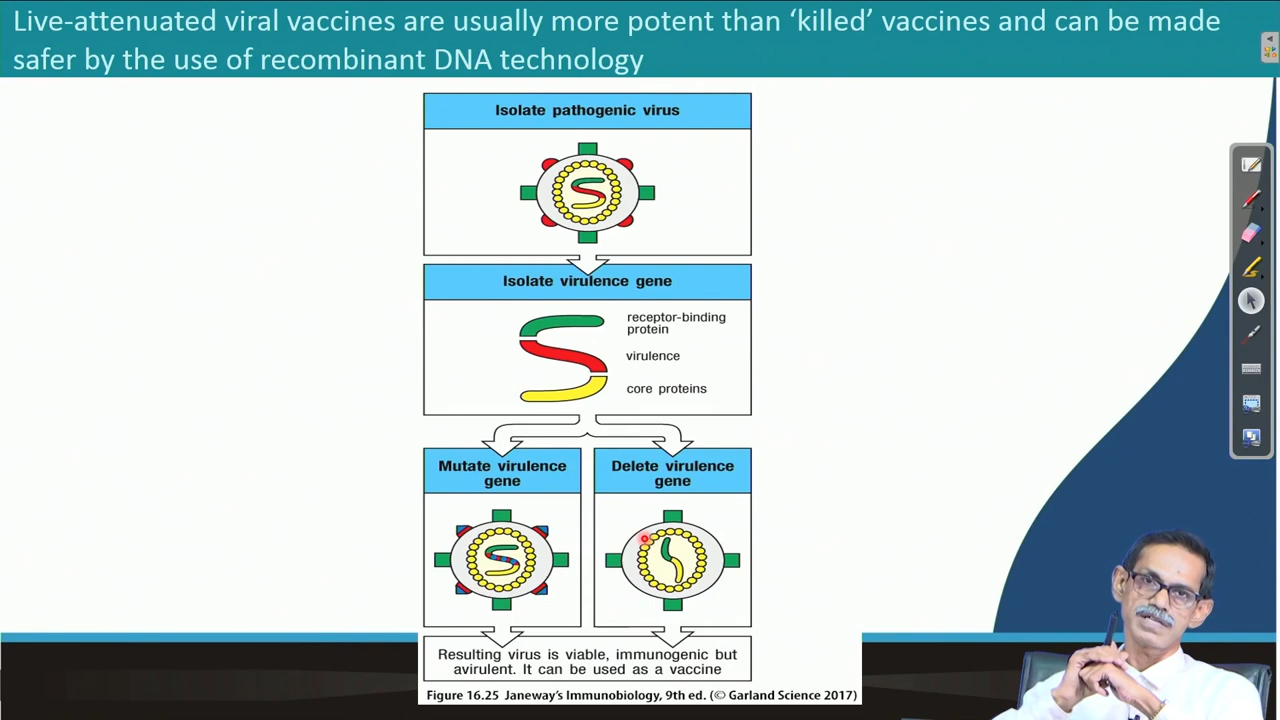 Live-attenuated viral vaccines are usually more potent than ‘killed’ vaccines and can be made
safer by the use of recombinant DNA technology
Isolate pathogenic virus
Isolate virulence gene
receptor-binding
protein
virulence
core proteins
Mutate virulence
gene
Delete virulence
gene
Resulting virus is viable, immunogenic but
avirulent. It can be used as a vaccine
Figure 16.25 Janeway’s Immunobiology, 9th ed. (© Garland Science 2017)